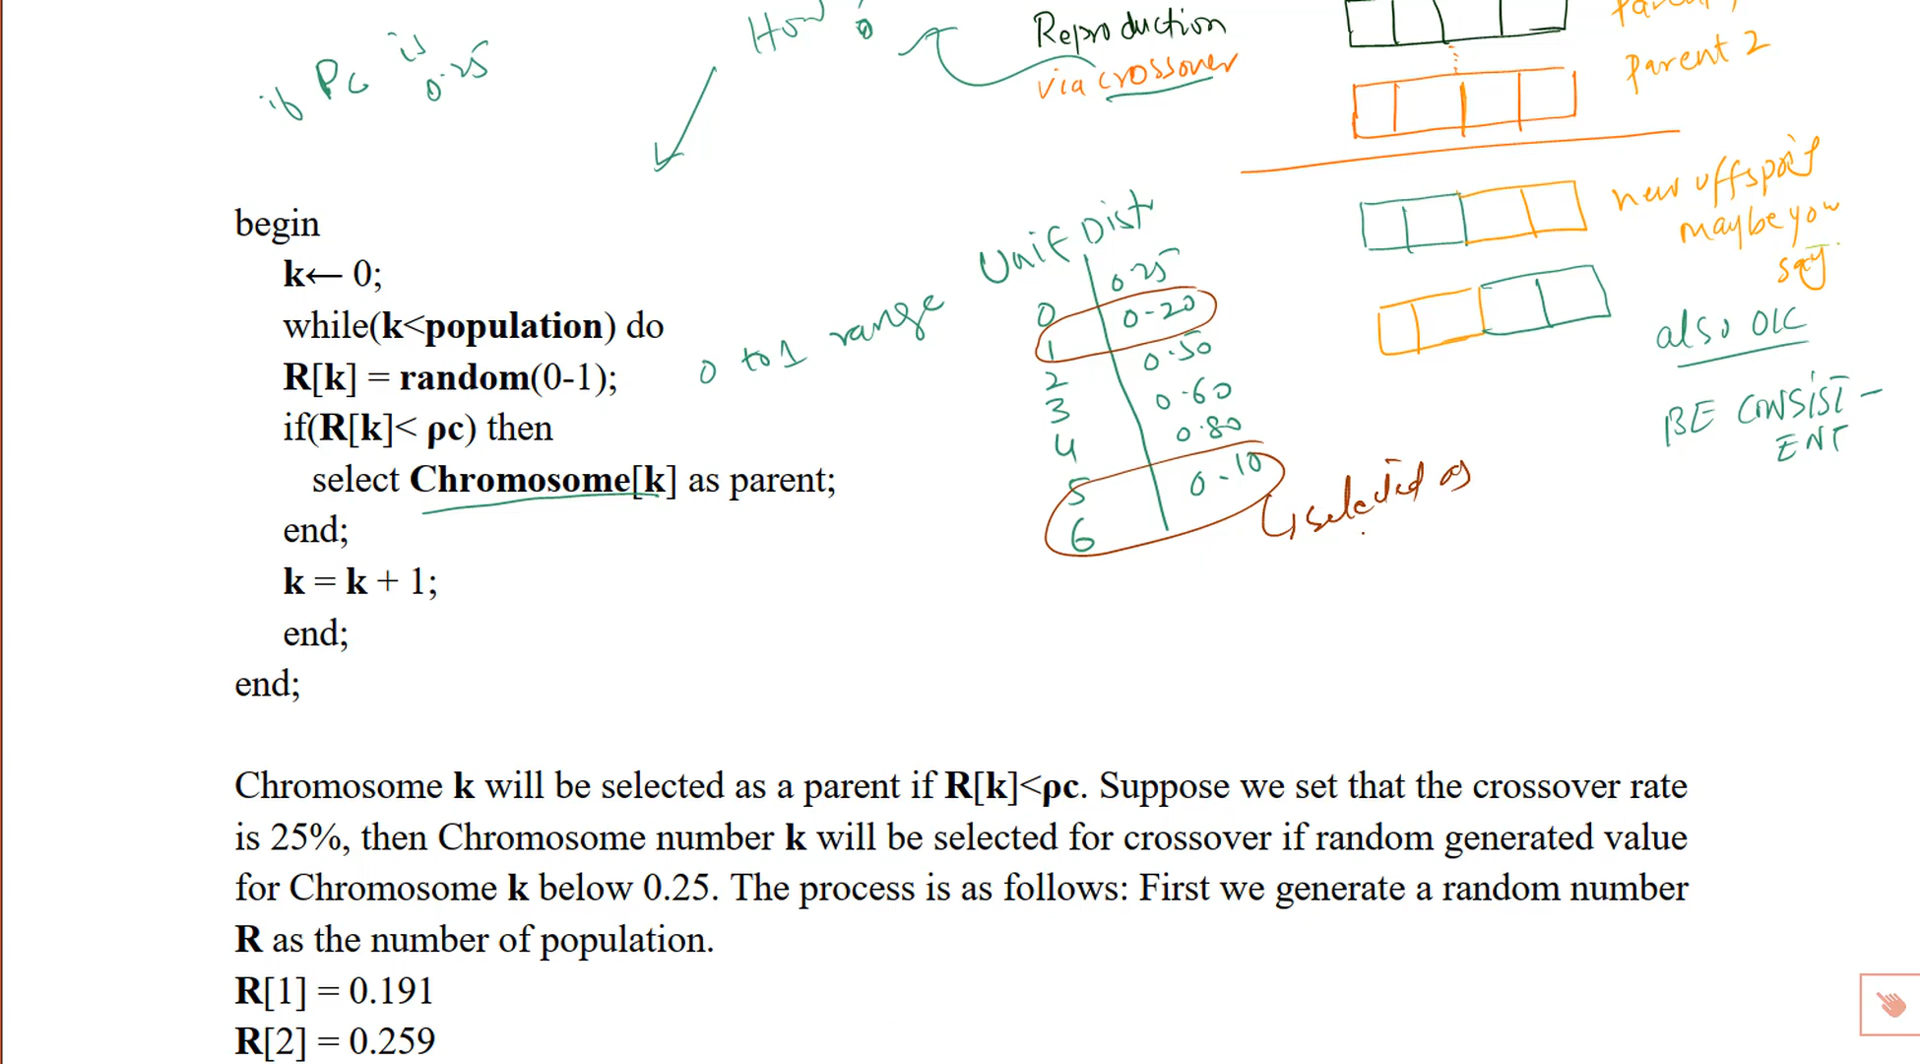 if Pc is
0.25
How
Reproduction
via crossover
Parent 2
new offspri
maybe you
say
also OK
BE CONSIST-
ENT
begin
k← 0;
while(k<population) do
R[k] = random(0-1);
if(R[k]< ρc) then
select Chromosome[k] as parent;
end;
k = k + 1;
end;
end;
0 to 1 range
Unif Distr
0.25
0 0-20
1 0.50
2 0.60
3 0.80
4
5 0-10
6
selected as
Chromosome k will be selected as a parent if R[k]<ρc. Suppose we set that the crossover rate
is 25%, then Chromosome number k will be selected for crossover if random generated value
for Chromosome k below 0.25. The process is as follows: First we generate a random number
R as the number of population.
R[1] = 0.191
R[2] = 0.259